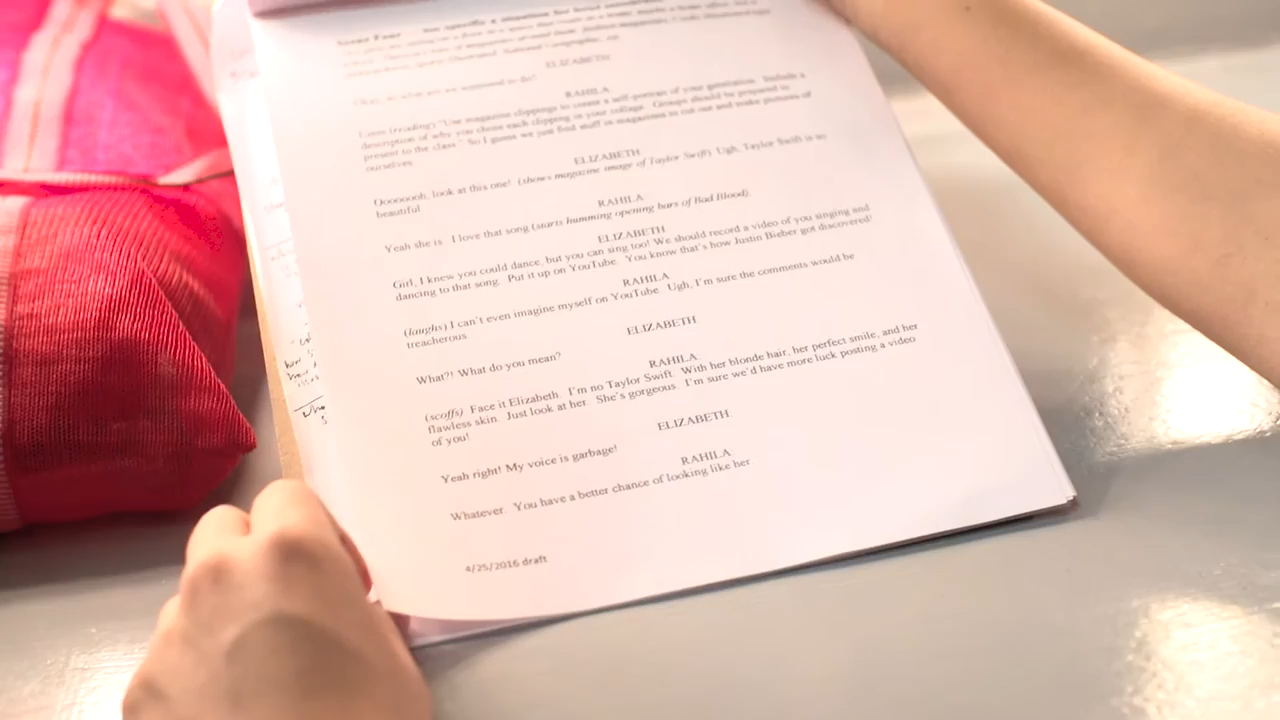 Scene Four
ELIZABETH
Okay, so what are we supposed to do?
RAHILA
(reading) "Use magazine clippings to create a self-portrait of your generation. Include a
description of why you chose each clipping in your collage. Groups should be prepared to
present to the class." So I guess we just find stuff in magazines to cut out and make pictures of
ourselves
ELIZABETH
Ooooooh, look at this one! (shows magazine image of Taylor Swift) Ugh, Taylor Swift is so
beautiful
RAHILA
Yeah she is. I love that song (starts humming opening bars of Bad Blood).
ELIZABETH
Girl, I knew you could dance, but you can sing too! We should record a video of you singing and
dancing to that song. Put it up on YouTube. You know that's how Justin Bieber got discovered!
RAHILA
(laughs) I can't even imagine myself on YouTube. Ugh, I'm sure the comments would be
treacherous.
ELIZABETH
What?! What do you mean?
RAHILA
(scoffs) Face it Elizabeth. I'm no Taylor Swift. With her blonde hair, her perfect smile, and her
flawless skin. Just look at her. She's gorgeous. I'm sure we'd have more luck posting a video
of you!
ELIZABETH
Yeah right! My voice is garbage!
RAHILA
Whatever. You have a better chance of looking like her
4/25/2016 draft